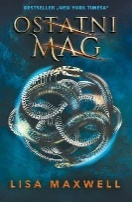 BESTSELLER „NEW YORK TIMESA”
OSTATNI
MAG
LISA MAXWELL